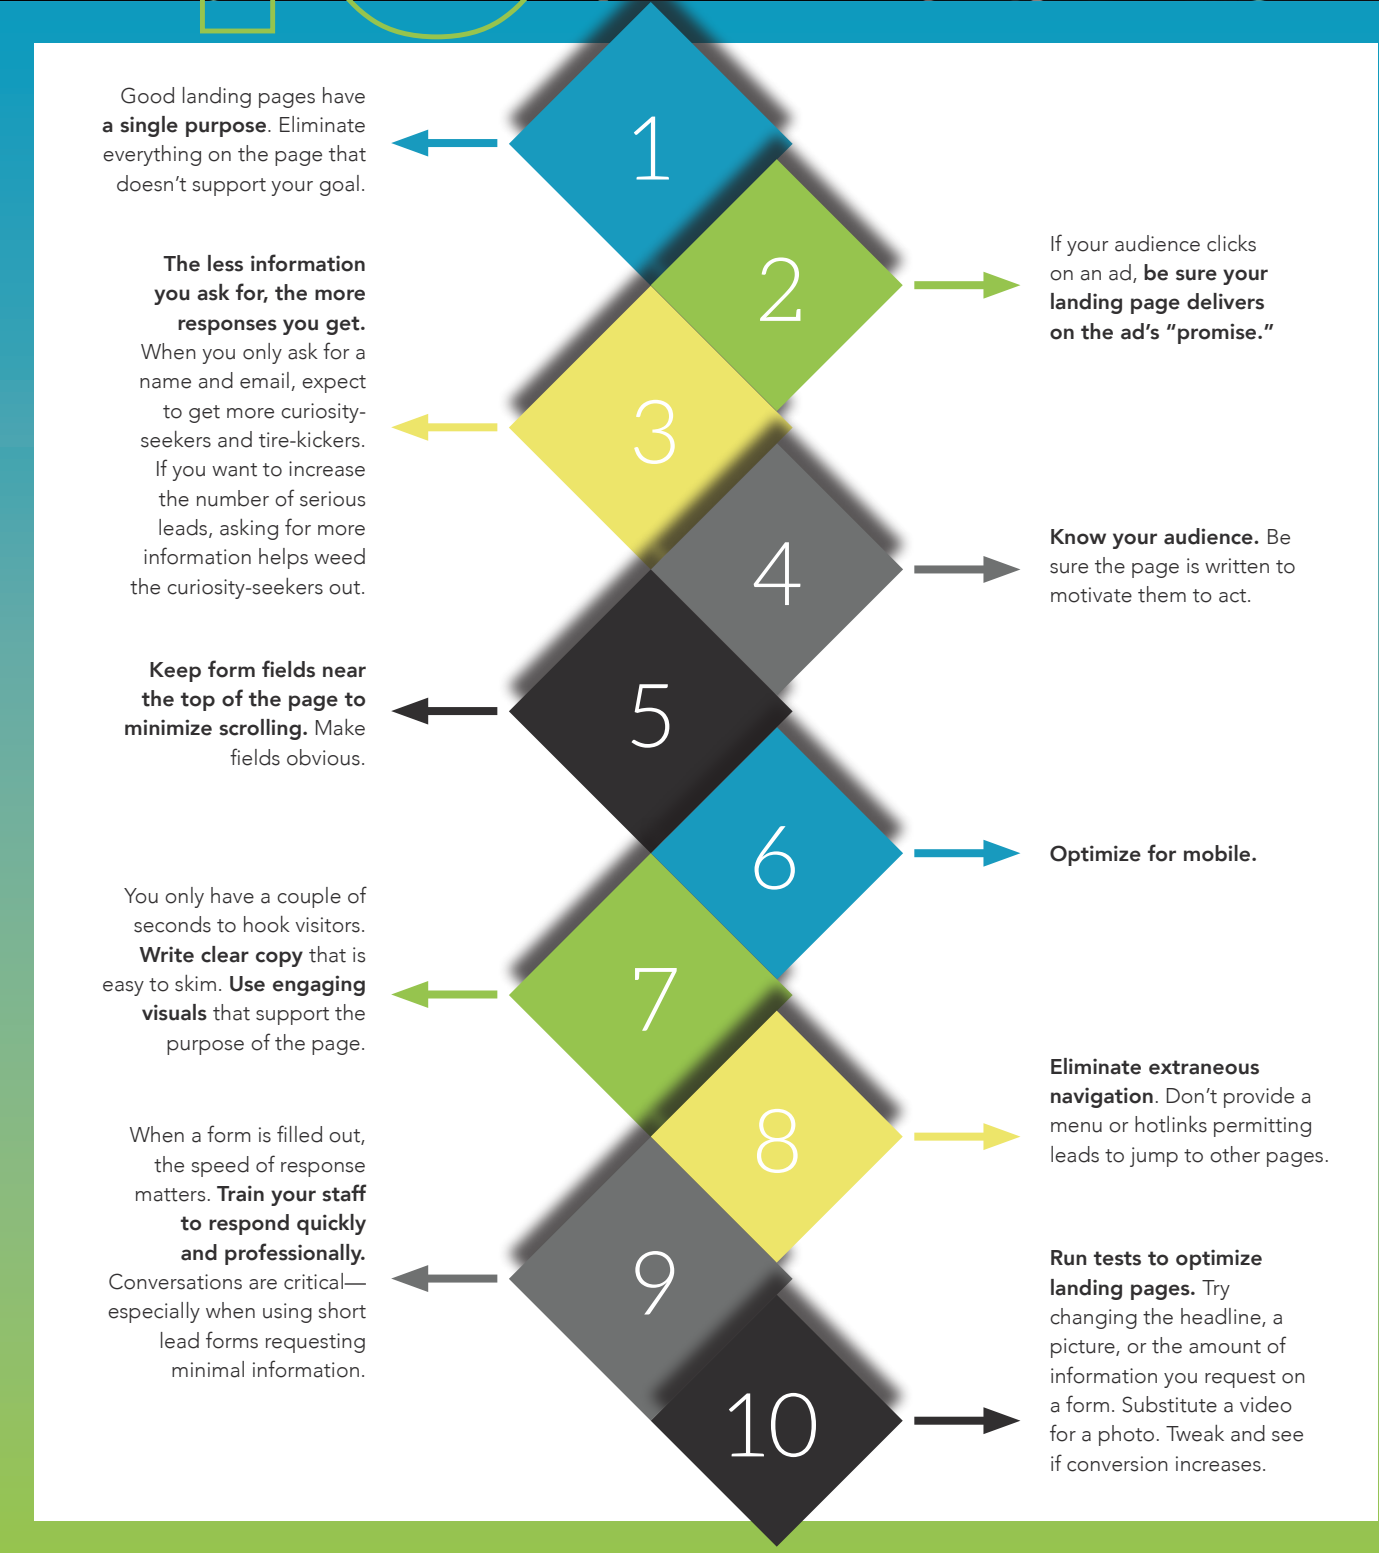 1
Good landing pages have
a single purpose. Eliminate
everything on the page that
doesn't support your goal.
2
If your audience clicks
on an ad, be sure your
landing page delivers
on the ad's “promise.”
3
The less information
you ask for, the more
responses you get.
When you only ask for a
name and email, expect
to get more curiosity-
seekers and tire-kickers.
If you want to increase
the number of serious
leads, asking for more
information helps weed
the curiosity-seekers out.
4
Know your audience. Be
sure the page is written to
motivate them to act.
5
Keep form fields near
the top of the page to
minimize scrolling. Make
fields obvious.
6
Optimize for mobile.
7
You only have a couple of
seconds to hook visitors.
Write clear copy that is
easy to skim. Use engaging
visuals that support the
purpose of the page.
8
Eliminate extraneous
navigation. Don't provide a
menu or hotlinks permitting
leads to jump to other pages.
9
When a form is filled out,
the speed of response
matters. Train your staff
to respond quickly
and professionally.
Conversations are critical—
especially when using short
lead forms requesting
minimal information.
10
Run tests to optimize
landing pages. Try
changing the headline, a
picture, or the amount of
information you request on
a form. Substitute a video
for a photo. Tweak and see
if conversion increases.